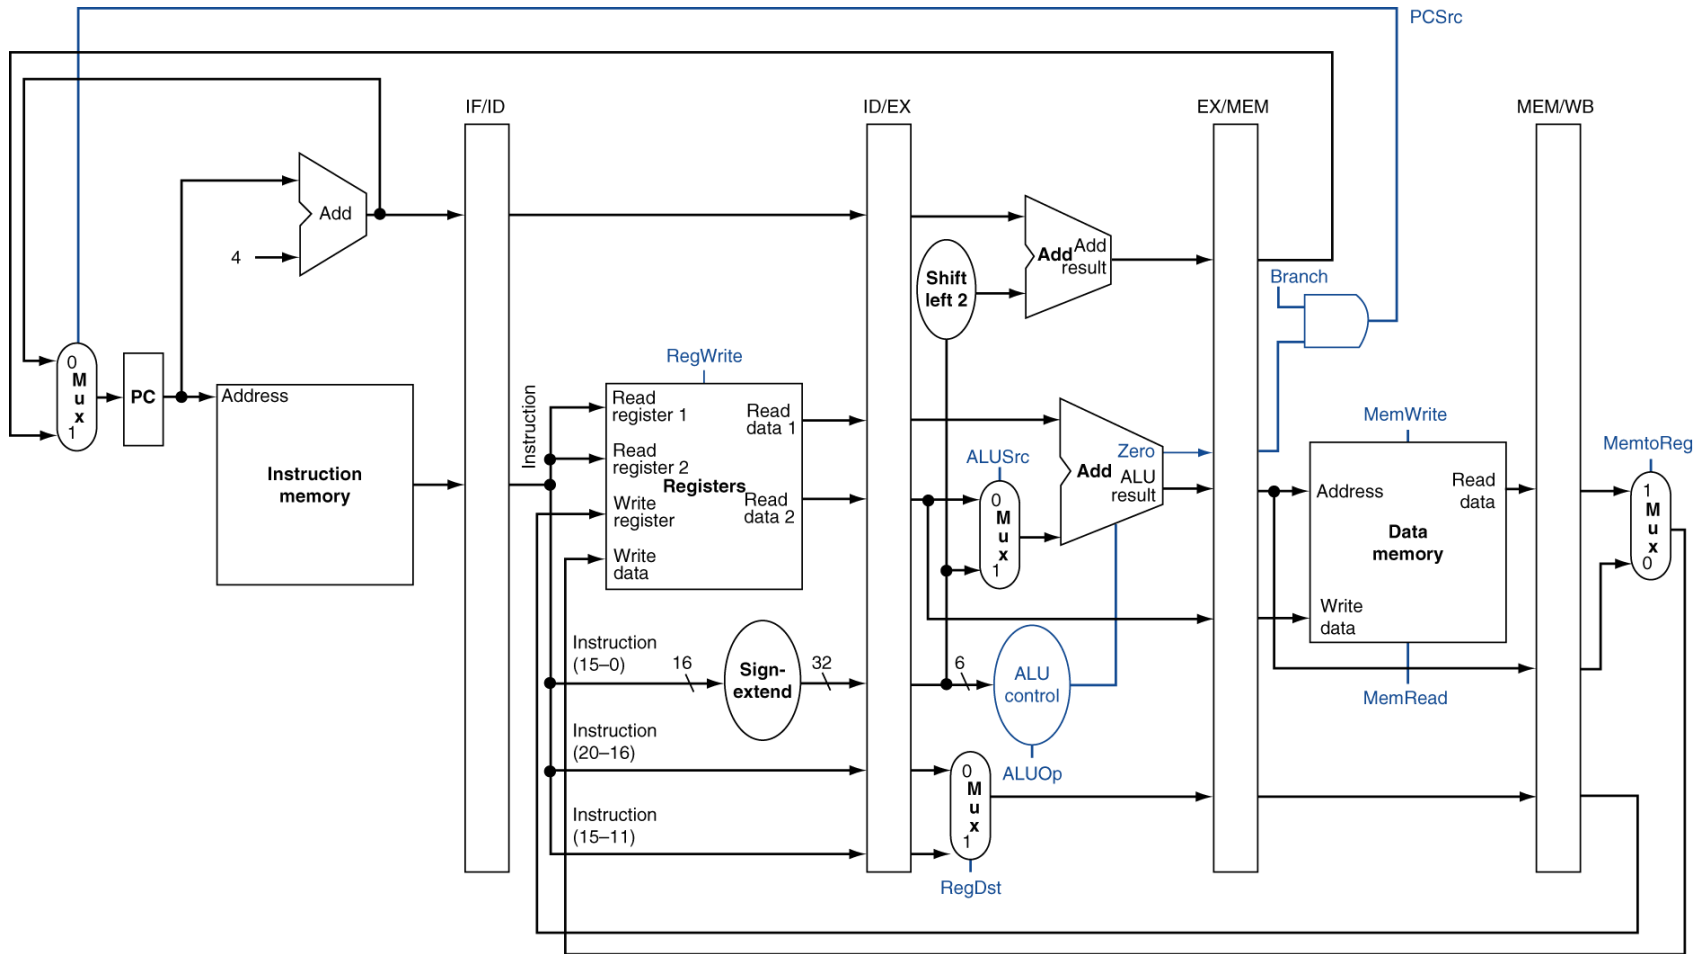 PCSrc
IF/ID
ID/EX
EX/MEM
MEM/WB
Add
4
Shift
left 2
Add
Add
result
Branch
0
M
u
x
1
PC
Address
Instruction
memory
Instruction
RegWrite
Read
register 1
Read
register 2
Write
register
Write
data
Registers
Read
data 1
Read
data 2
ALUSrc
0
M
u
x
1
Zero
Add
ALU
result
MemWrite
Address
Read
data
Data
memory
Write
data
MemRead
MemtoReg
1
M
u
x
0
Instruction
(15–0)
16
Sign-
extend
32
6
ALU
control
ALUOp
Instruction
(20–16)
Instruction
(15–11)
0
M
u
x
1
RegDst